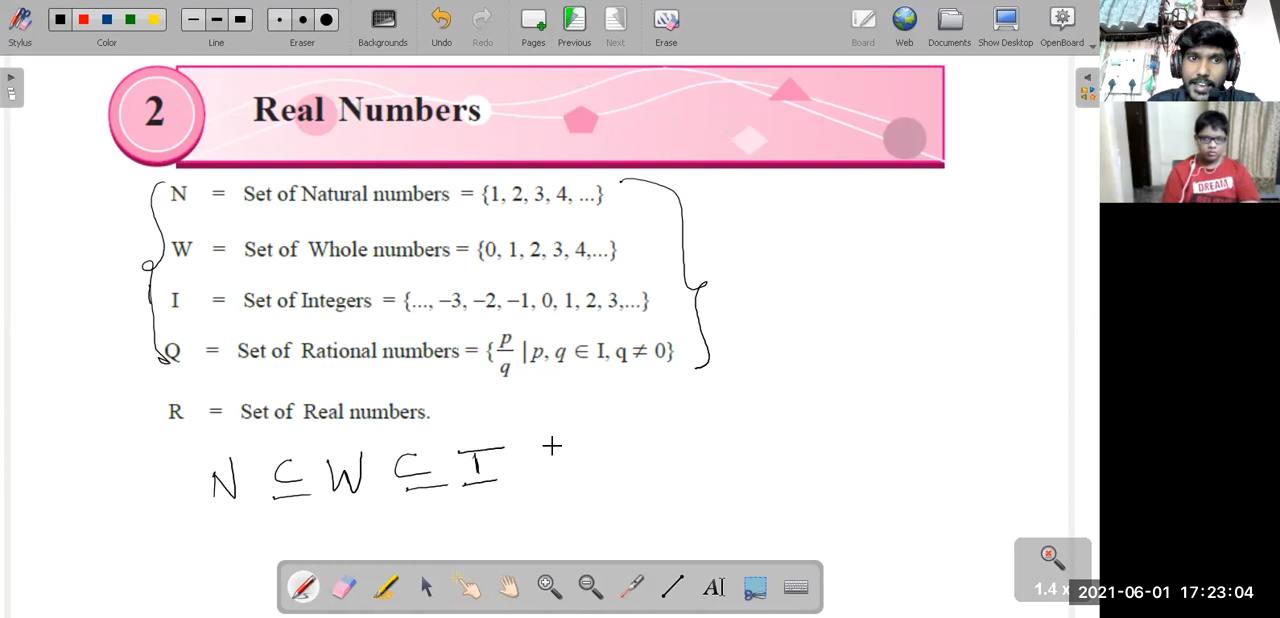 Stylus Color Line Eraser Backgrounds Undo Redo Pages Previous Next Erase Board Web Documents Show Desktop OpenBoard
2 Real Numbers
N = Set of Natural numbers = {1, 2, 3, 4, ...}
W = Set of Whole numbers = {0, 1, 2, 3, 4,...}
I = Set of Integers = {..., –3, –2, –1, 0, 1, 2, 3,...}
Q = Set of Rational numbers = {p/q | p, q ∈ I, q ≠ 0}
R = Set of Real numbers.
N ⊆ W ⊆ I
DREAM
1.4 x
2021-06-01 17:23:04